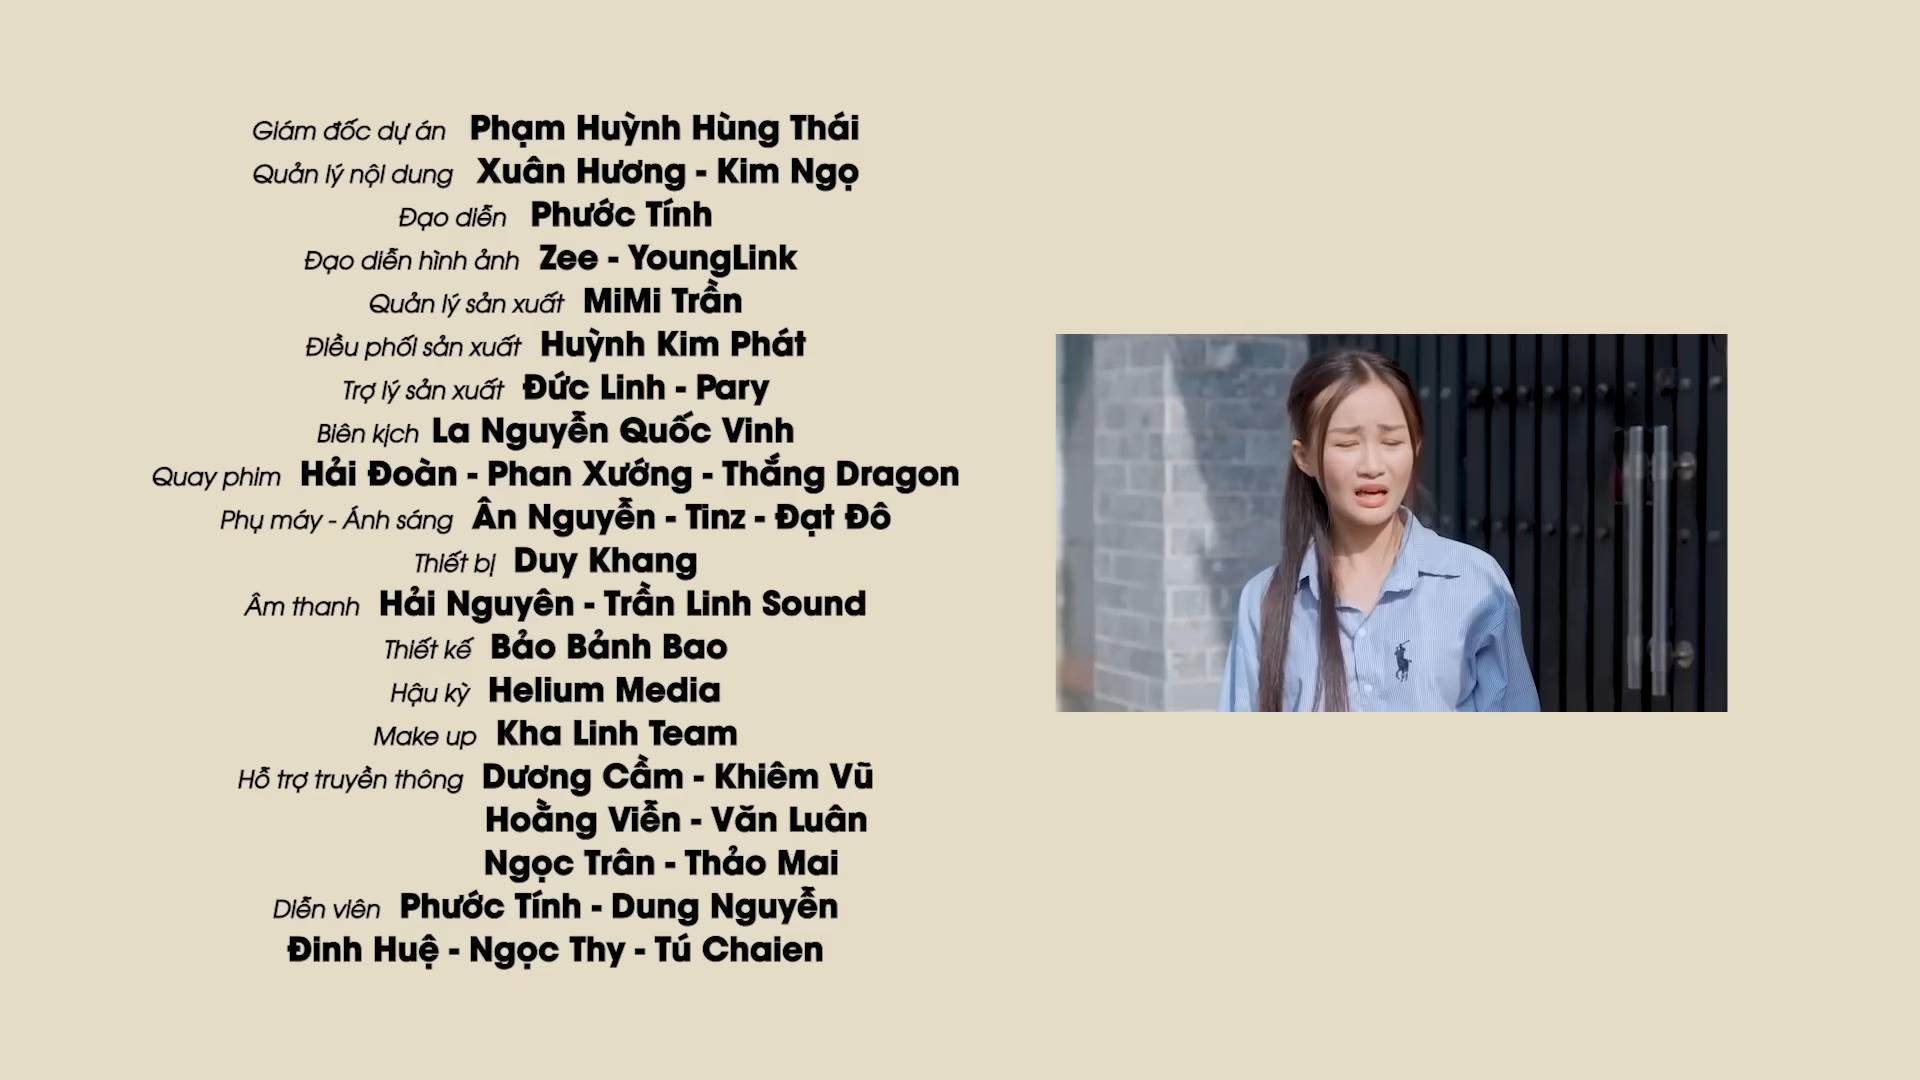 Giám đốc dự án Phạm Huỳnh Hùng Thái
Quản lý nội dung Xuân Hương - Kim Ngọ
Đạo diễn Phước Tính
Đạo diễn hình ảnh Zee - YoungLink
Quản lý sản xuất MiMi Trần
Điều phối sản xuất Huỳnh Kim Phát
Trợ lý sản xuất Đức Linh - Pary
Biên kịch La Nguyễn Quốc Vinh
Quay phim Hải Đoàn - Phan Xướng - Thắng Dragon
Phụ máy - Ánh sáng Ân Nguyễn - Tinz - Đạt Đô
Thiết bị Duy Khang
Âm thanh Hải Nguyên - Trần Linh Sound
Thiết kế Bảo Bảnh Bao
Hậu kỳ Helium Media
Make up Kha Linh Team
Hỗ trợ truyền thông Dương Cầm - Khiêm Vũ
Hoằng Viễn - Văn Luân
Ngọc Trân - Thảo Mai
Diễn viên Phước Tính - Dung Nguyễn
Đinh Huệ - Ngọc Thy - Tú Chaien